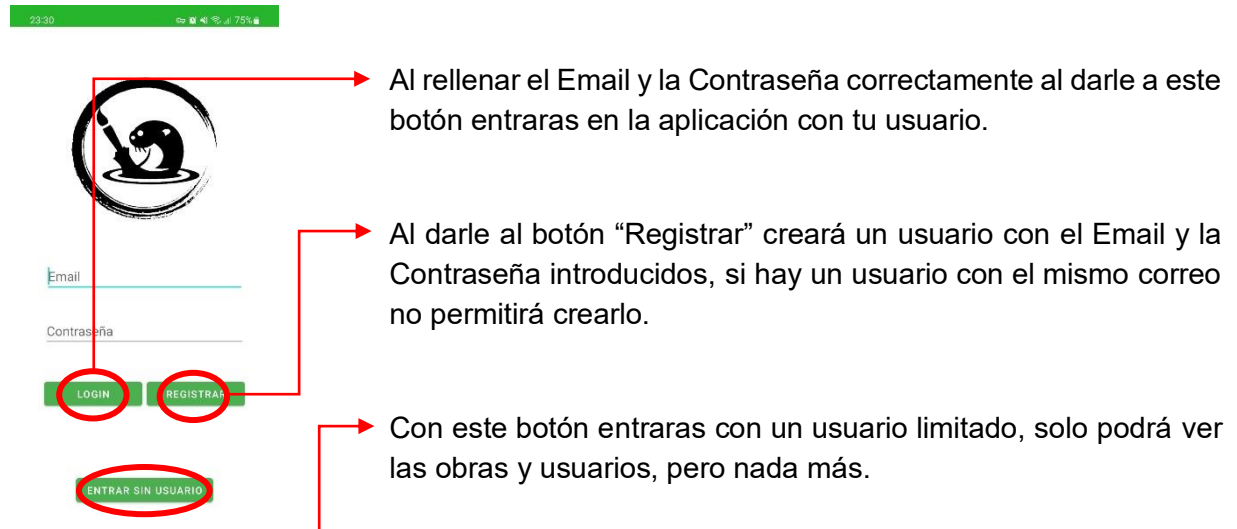 23:30
75%
Al rellenar el Email y la Contraseña correctamente al darle a este
botón entraras en la aplicación con tu usuario.
Al darle al botón “Registrar” creará un usuario con el Email y la
Contraseña introducidos, si hay un usuario con el mismo correo
no permitirá crearlo.
Email
Contraseña
LOGIN
REGISTRAR
Con este botón entraras con un usuario limitado, solo podrá ver
las obras y usuarios, pero nada más.
ENTRAR SIN USUARIO